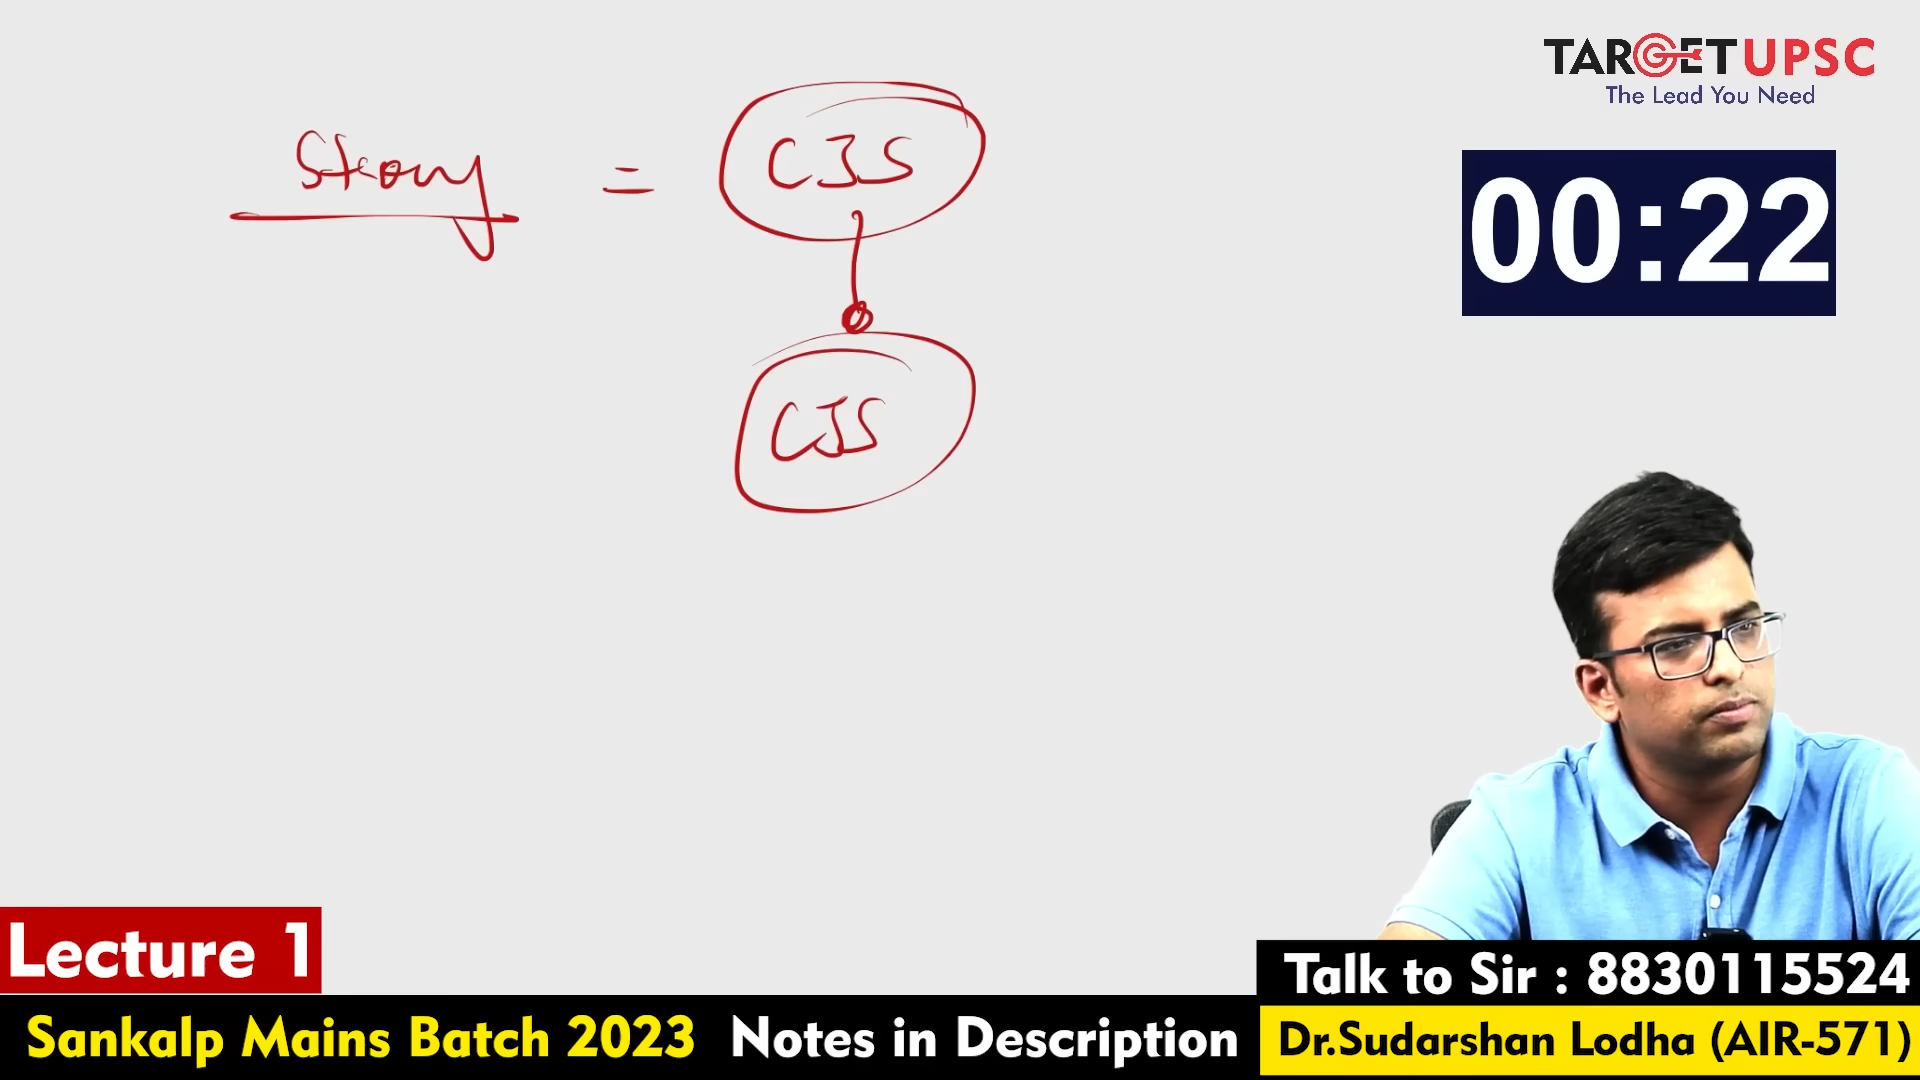 TARGET UPSC
The Lead You Need
Story = CJS
00:22
CJS
Lecture 1
Talk to Sir : 8830115524
Sankalp Mains Batch 2023 Notes in Description
Dr.Sudarshan Lodha (AIR-571)